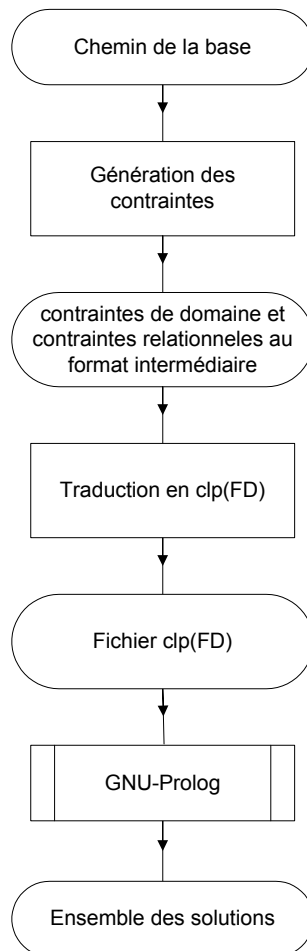 Chemin de la base
Génération des
contraintes
contraintes de domaine et
contraintes relationneles au
format intermédiaire
Traduction en clp(FD)
Fichier clp(FD)
GNU-Prolog
Ensemble des solutions